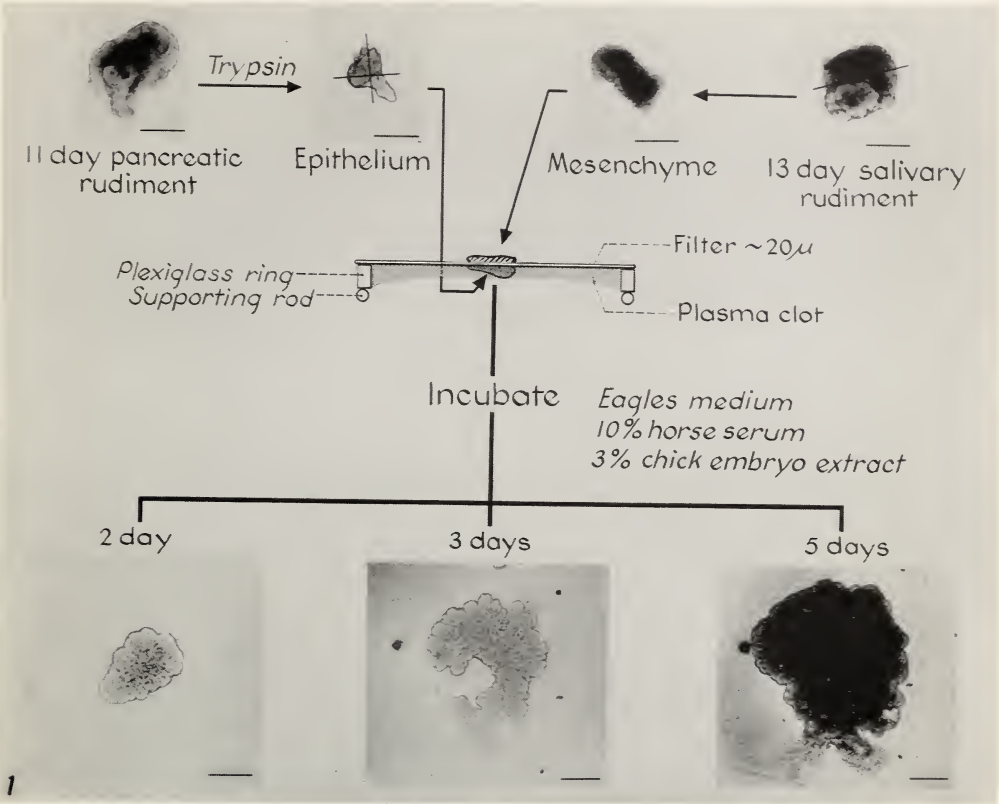 Trypsin
11 day pancreatic
rudiment
Epithelium
Mesenchyme
13 day salivary
rudiment
Plexiglass ring
Supporting rod
Filter ~20μ
Plasma clot
Incubate
Eagles medium
10% horse serum
3% chick embryo extract
2 day
3 days
5 days
1